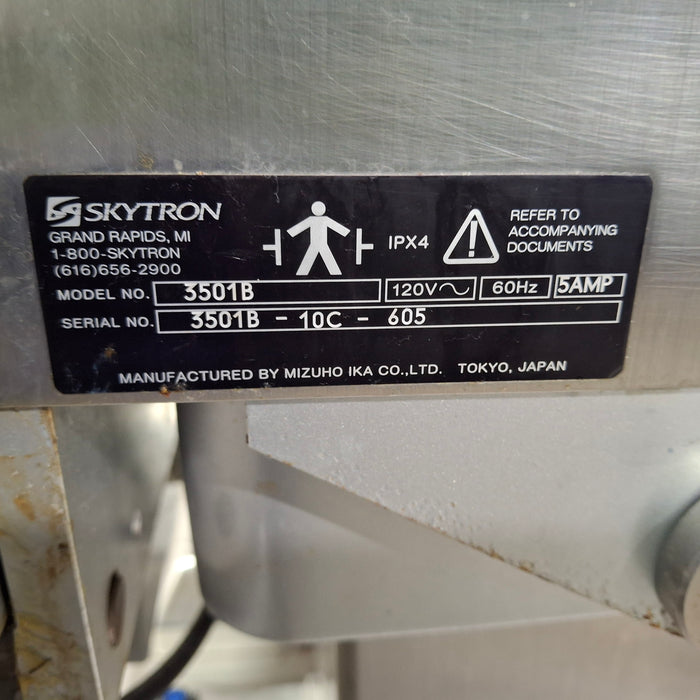 SKYTRON
GRAND RAPIDS, MI
1-800-SKYTRON
(616)656-2900
IPX4
REFER TO
ACCOMPANYING
DOCUMENTS
MODEL NO. 3501B 120V~ 60Hz 5AMP
SERIAL NO. 3501B - 10C - 605
MANUFACTURED BY MIZUHO IKA CO.,LTD. TOKYO, JAPAN